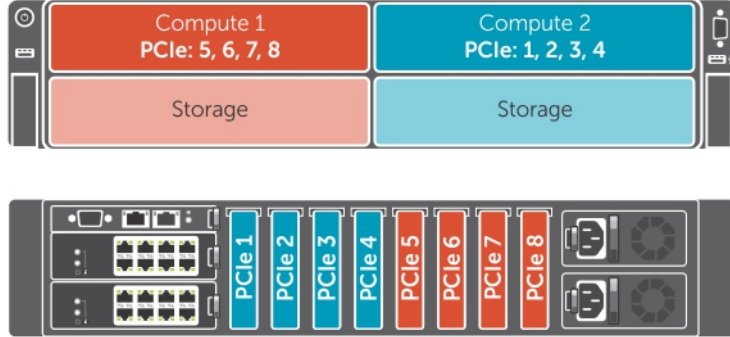 Compute 1
PCIe: 5, 6, 7, 8
Compute 2
PCIe: 1, 2, 3, 4
Storage
Storage
PCIe 1
PCIe 2
PCIe 3
PCIe 4
PCIe 5
PCIe 6
PCIe 7
PCIe 8